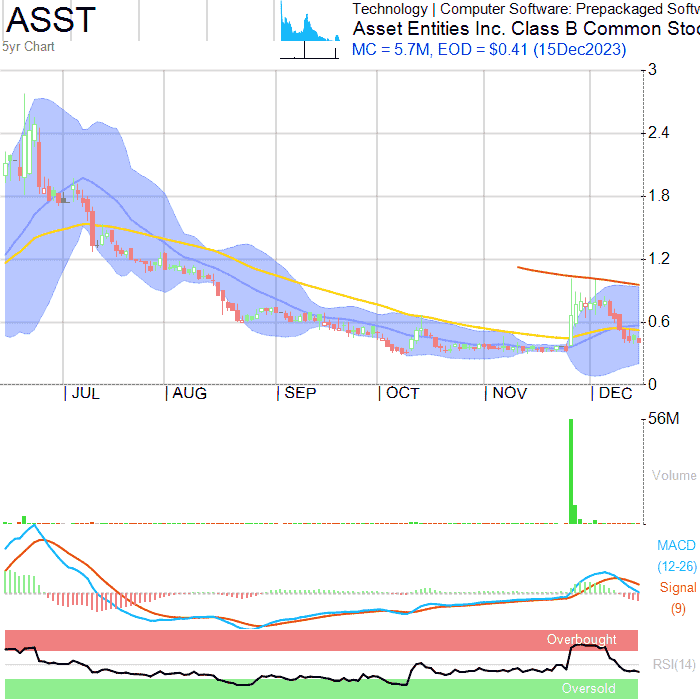 ASST
5yr Chart
Technology | Computer Software: Prepackaged Softw
Asset Entities Inc. Class B Common Stoc
MC = 5.7M, EOD = $0.41 (15Dec2023)
3
2.4
1.8
1.2
0.6
0
JUL AUG SEP OCT NOV DEC
56M
Volume
MACD
(12-26)
Signal
(9)
Overbought
RSI(14)
Oversold